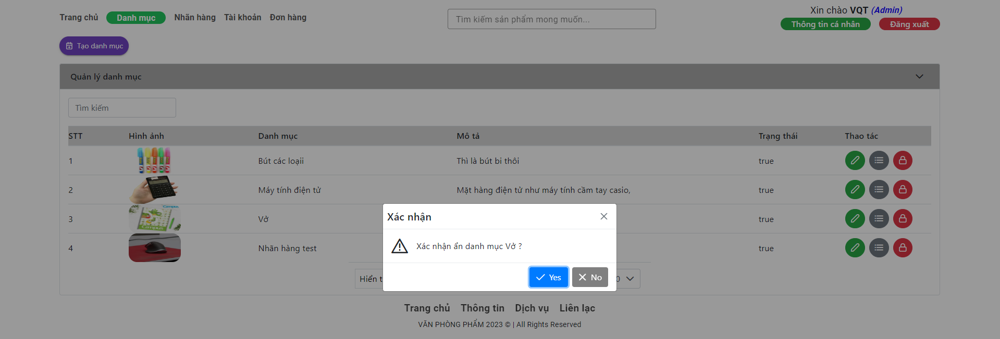 Trang chủ Danh mục Nhãn hàng Tài khoản Đơn hàng
Tìm kiếm sản phẩm mong muốn...
Xin chào VQT (Admin)
Thông tin cá nhân Đăng xuất
Tạo danh mục
Quản lý danh mục
Tìm kiếm
STT Hình ảnh Danh mục Mô tả Trạng thái Thao tác
1 Bút các loạii Thì là bút bi thôi true
2 Máy tính điện tử Mặt hàng điện tử như máy tính cầm tay casio, true
Campus
Campus
3 Vở true
4 Nhãn hàng test true
Xác nhận
Xác nhận ẩn danh mục Vở ?
Yes No
Hiển t 0
Trang chủ Thông tin Dịch vụ Liên lạc
VĂN PHÒNG PHẨM 2023 © | All Rights Reserved